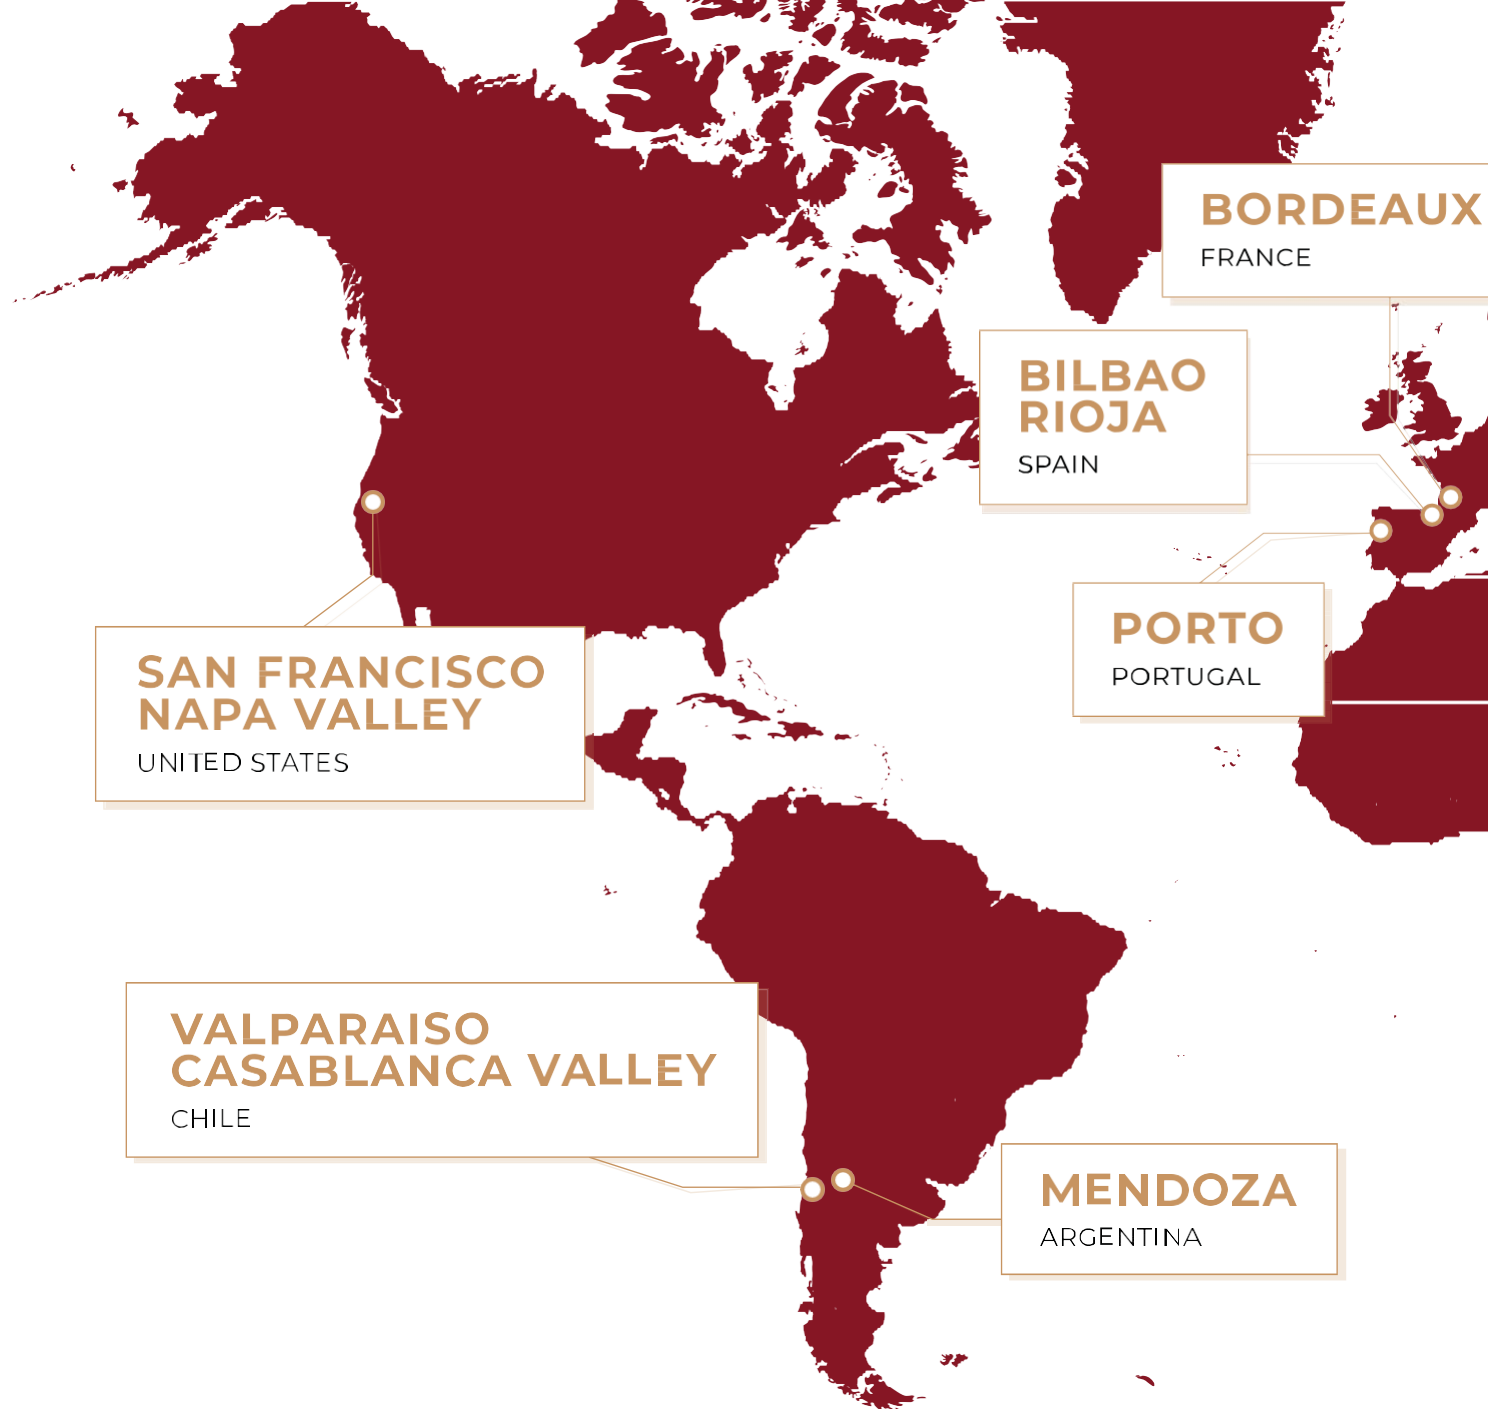 BORDEAUX
FRANCE
BILBAO
RIOJA
SPAIN
PORTO
PORTUGAL
SAN FRANCISCO
NAPA VALLEY
UNITED STATES
VALPARAISO
CASABLANCA VALLEY
CHILE
MENDOZA
ARGENTINA